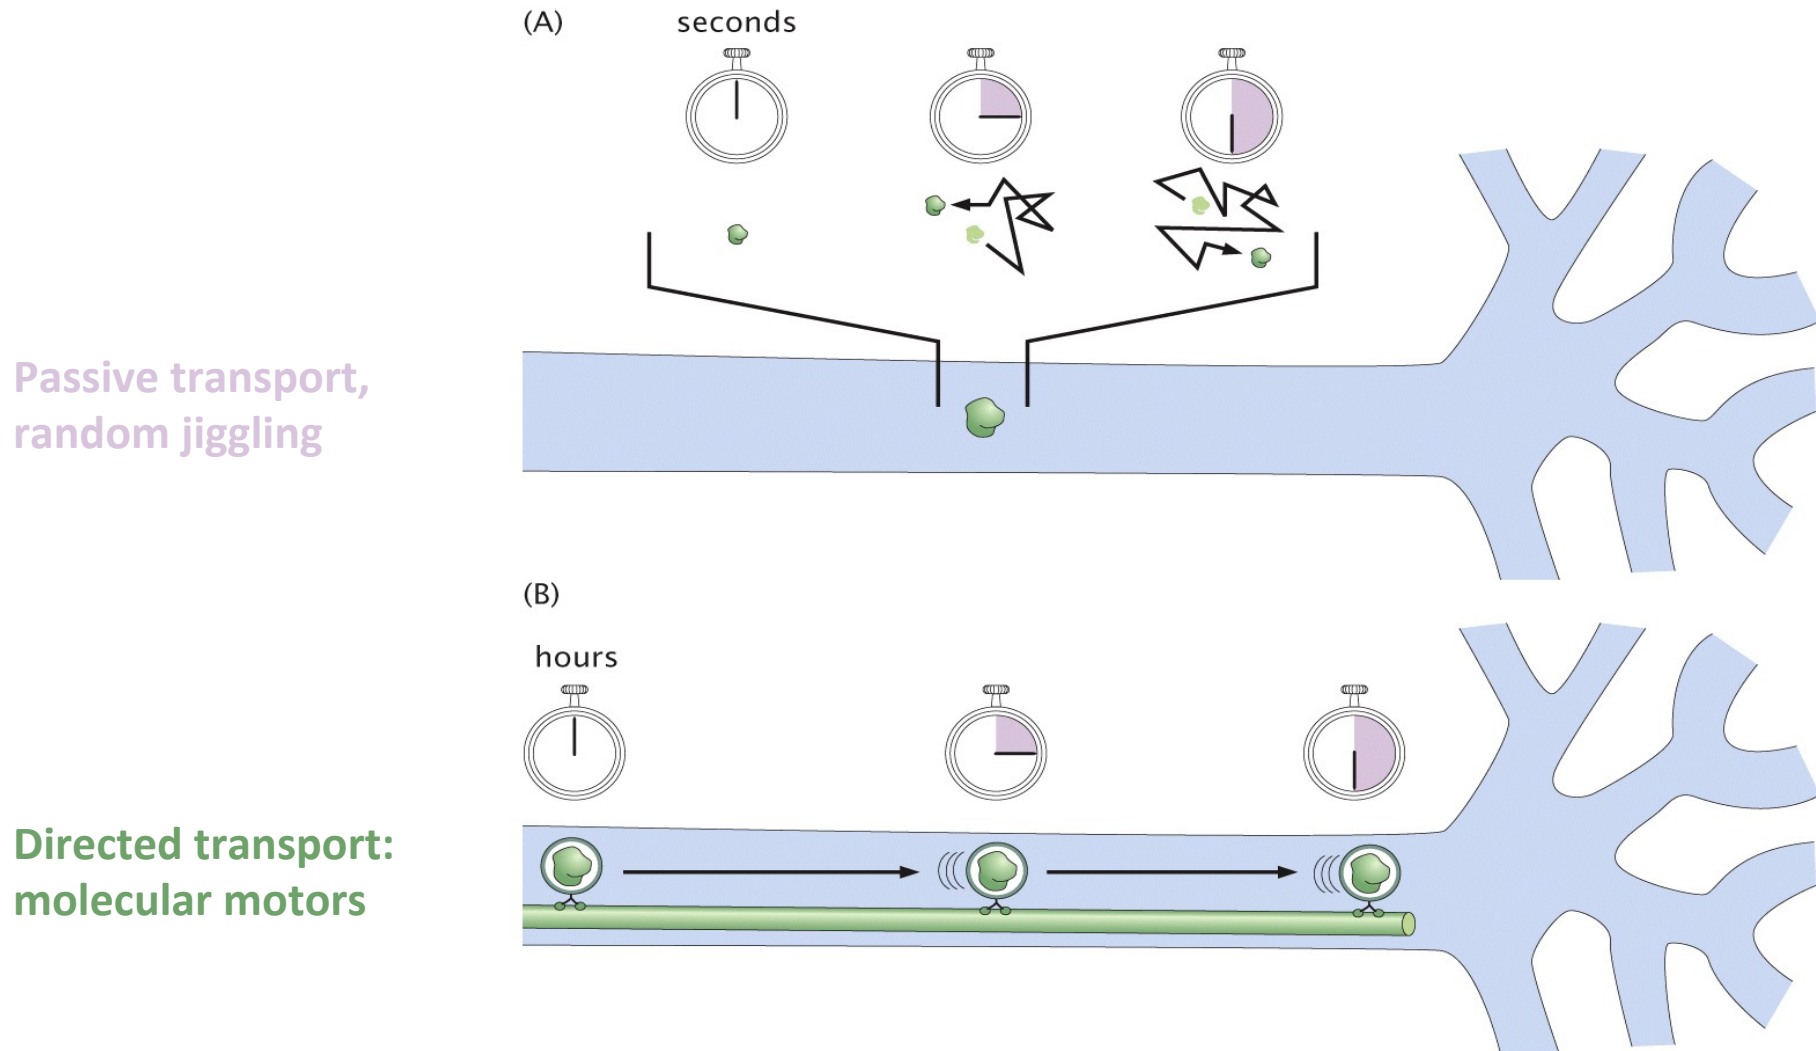 (A)
seconds
Passive transport,
random jiggling
(B)
hours
Directed transport:
molecular motors